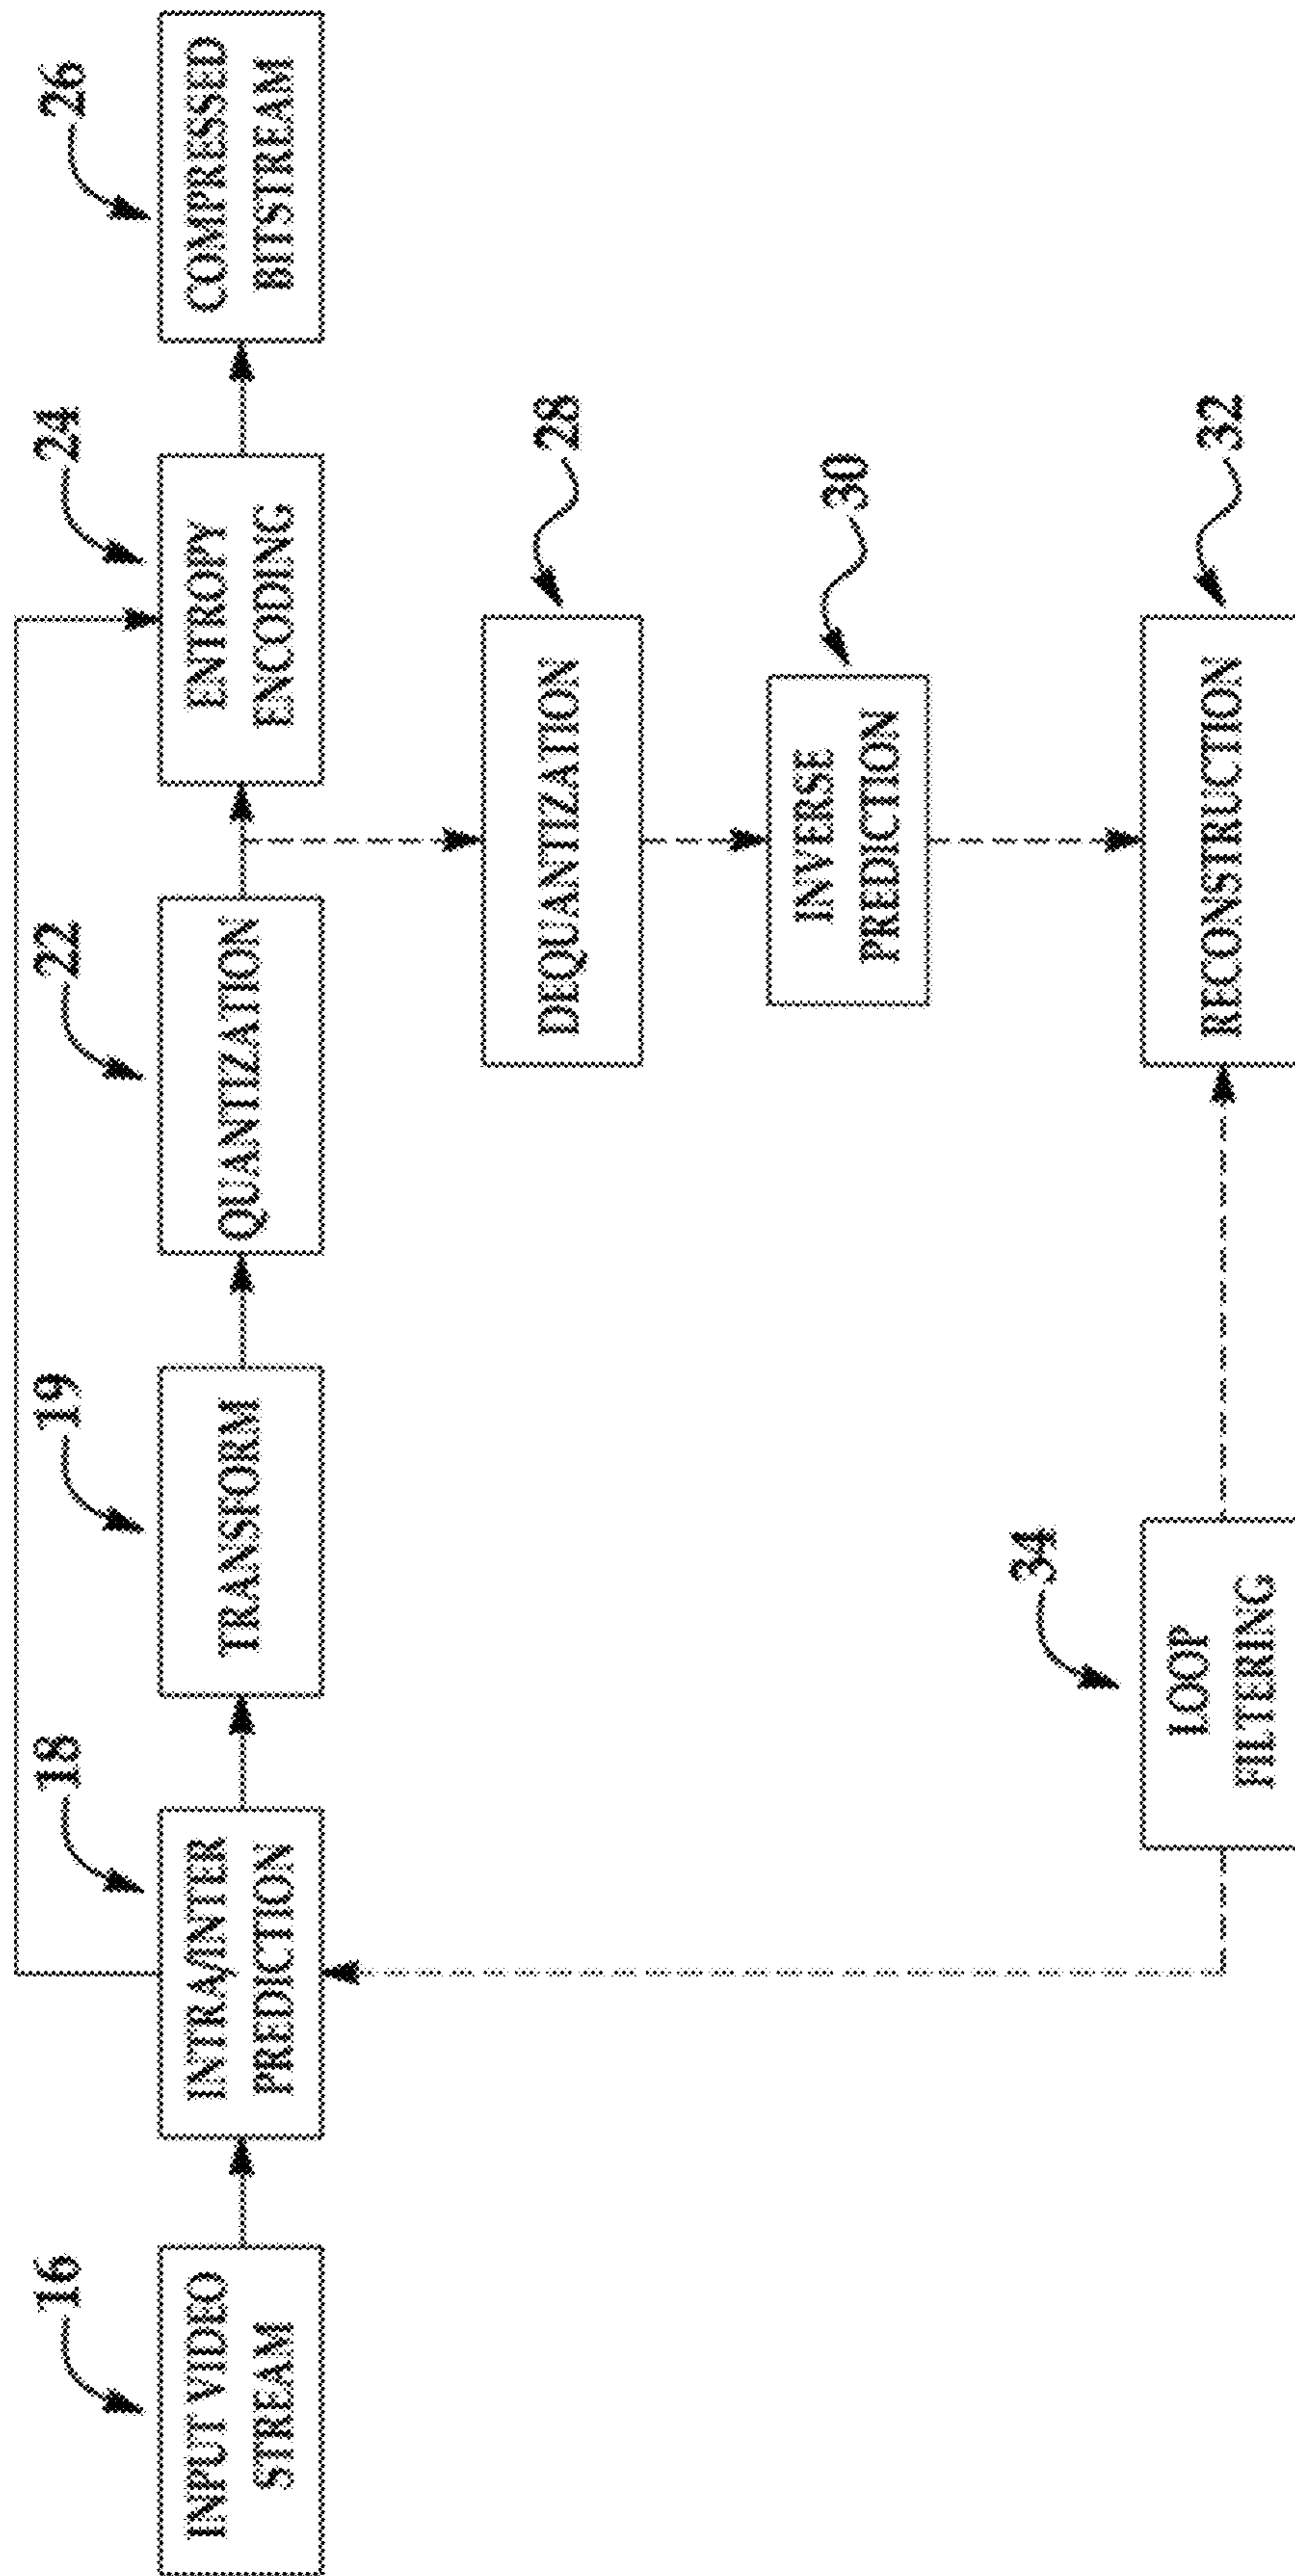 16
INPUT VIDEO
STREAM
18
INTRA/INTER
PREDICTION
19
TRANSFORM
22
QUANTIZATION
24
ENTROPY
ENCODING
26
COMPRESSED
BITSTREAM
28
DEQUANTIZATION
30
INVERSE
PREDICTION
34
LOOP
FILTERING
32
RECONSTRUCTION